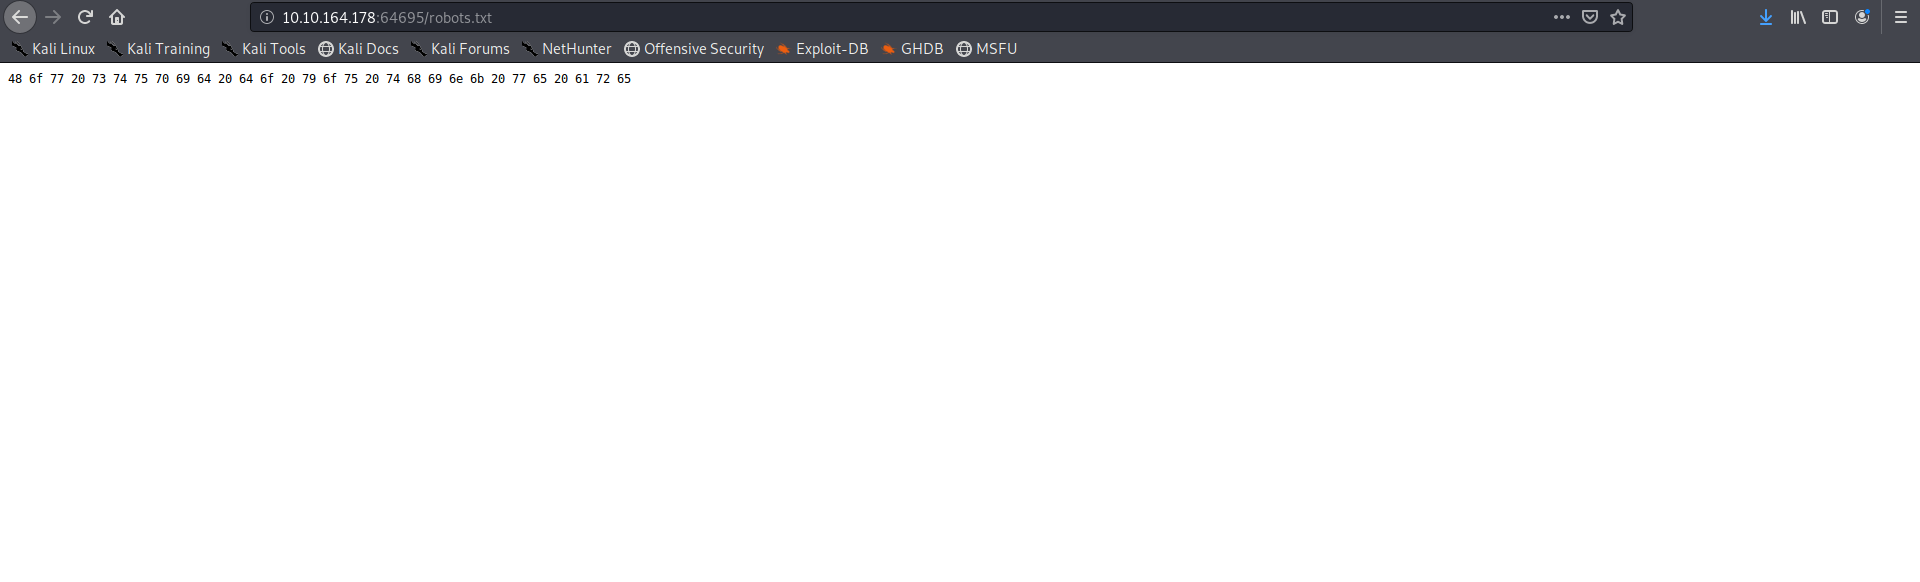 10.10.164.178:64695/robots.txt
Kali Linux Kali Training Kali Tools Kali Docs Kali Forums NetHunter Offensive Security Exploit-DB GHDB MSFU
48 6f 77 20 73 74 75 70 69 64 20 64 6f 20 79 6f 75 20 74 68 69 6e 6b 20 77 65 20 61 72 65